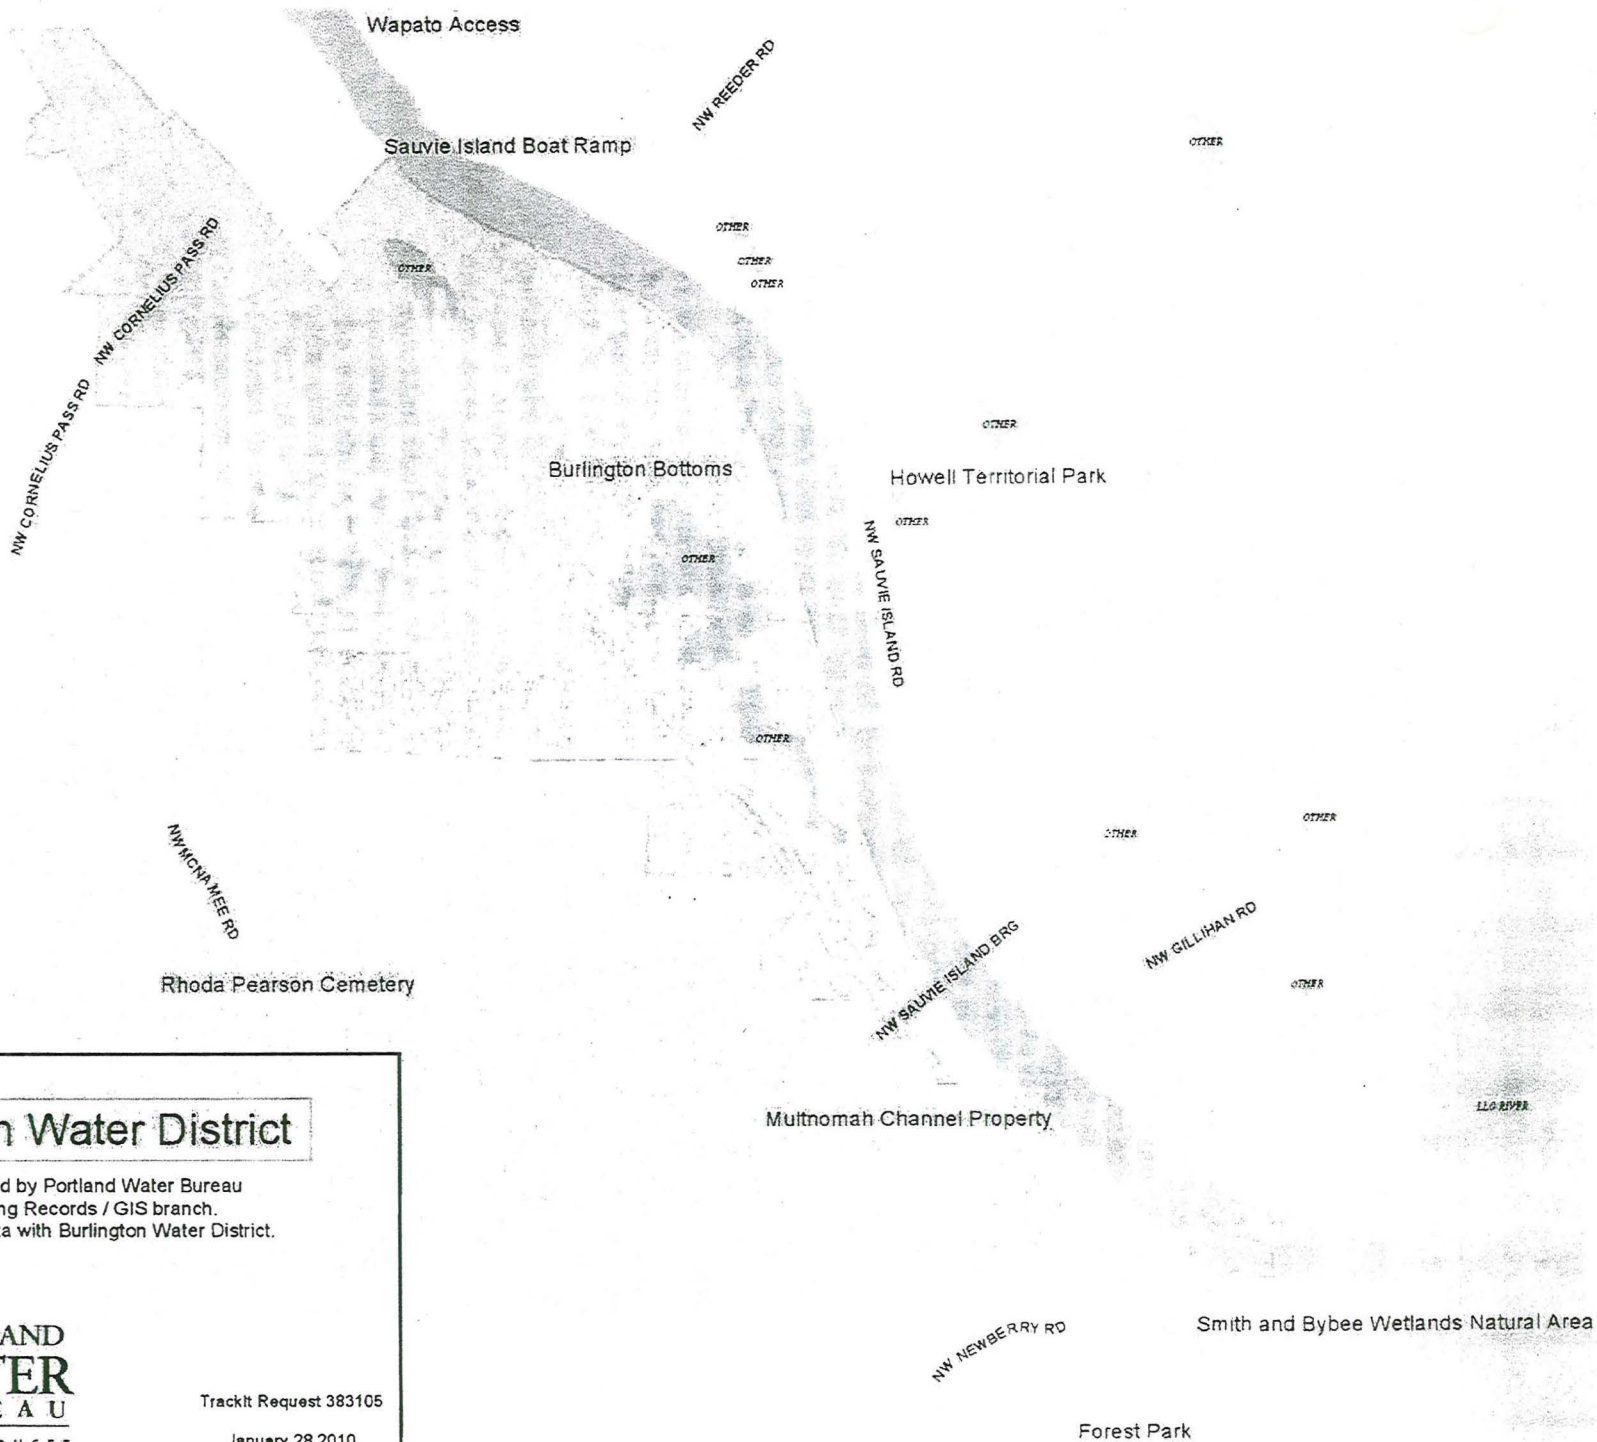 Wapato Access
NW REEDER RD
Sauvie Island Boat Ramp
OTHER
NW CORNELIUS PASS RD
OTHER
OTHER
OTHER
OTHER
NW CORNELIUS PASS RD
OTHER
Burlington Bottoms
Howell Territorial Park
OTHER
NW SAUVIE ISLAND RD
OTHER
OTHER
OTHER
OTHER
NW MCNAMEE RD
NW GILLIHAN RD
NW SAUVIE ISLAND BRG
Rhoda Pearson Cemetery
OTHER
Multnomah Channel Property
n Water District
d by Portland Water Bureau
ng Records / GIS branch.
ta with Burlington Water District.
NW NEWBERRY RD
Smith and Bybee Wetlands Natural Area
AND
TER
EAU
TrackIt Request 383105
January 28 2010
Forest Park